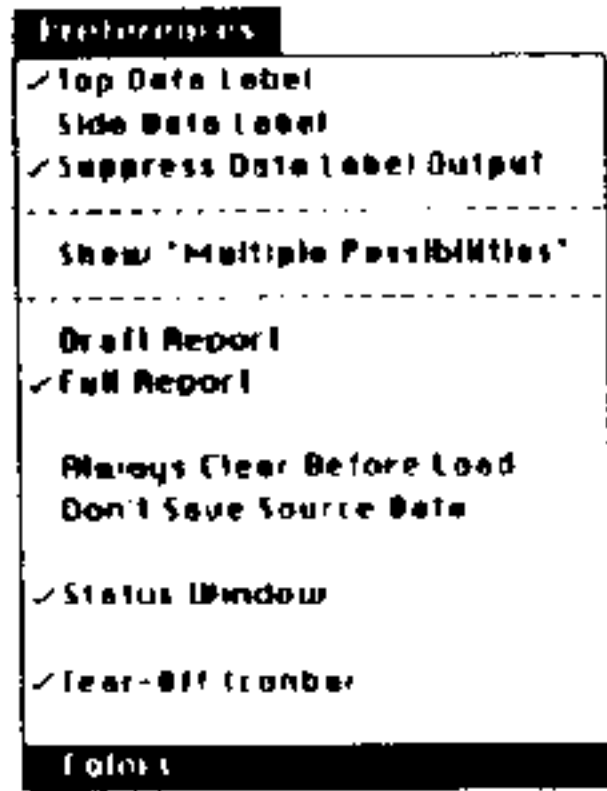 Preferences
✓Top Data Label
Side Data Label
✓Suppress Data Label Output
Show "Multiple Possibilities"
Draft Report
✓Full Report
Always Clear Before Load
Don't Save Source Data
✓Status Window
✓Tear-Off Iconbar
Colors